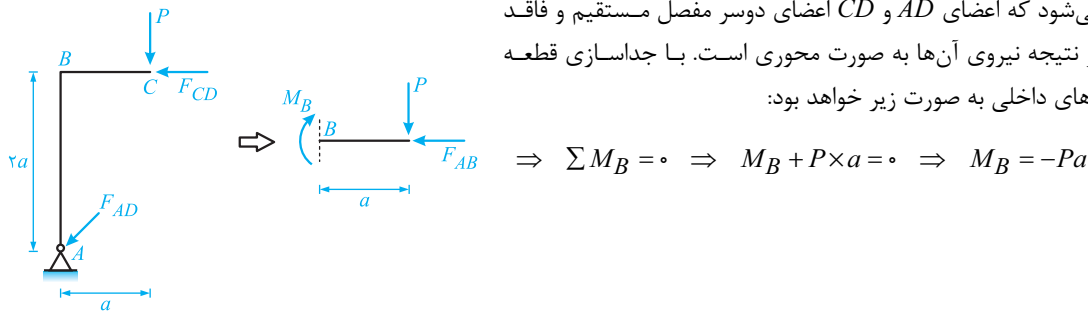 می‌شود که اعضای AD و CD اعضای دوسر مفصل مستقیم و فاقد
نتیجه نیروی آن‌ها به صورت محوری است. با جداسازی قطعه
های داخلی به صورت زیر خواهد بود:
⇒ ∑M_B = ۰ ⇒ M_B + P × a = ۰ ⇒ M_B = −Pa
P
B
C
F_CD
۲a
F_AD
A
a
⇒
M_B
B
P
F_AB
a